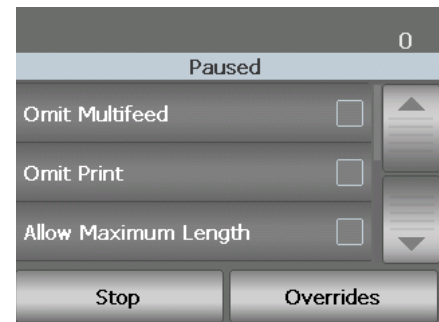 0
Paused
Omit Multifeed
Omit Print
Allow Maximum Length
Stop Overrides